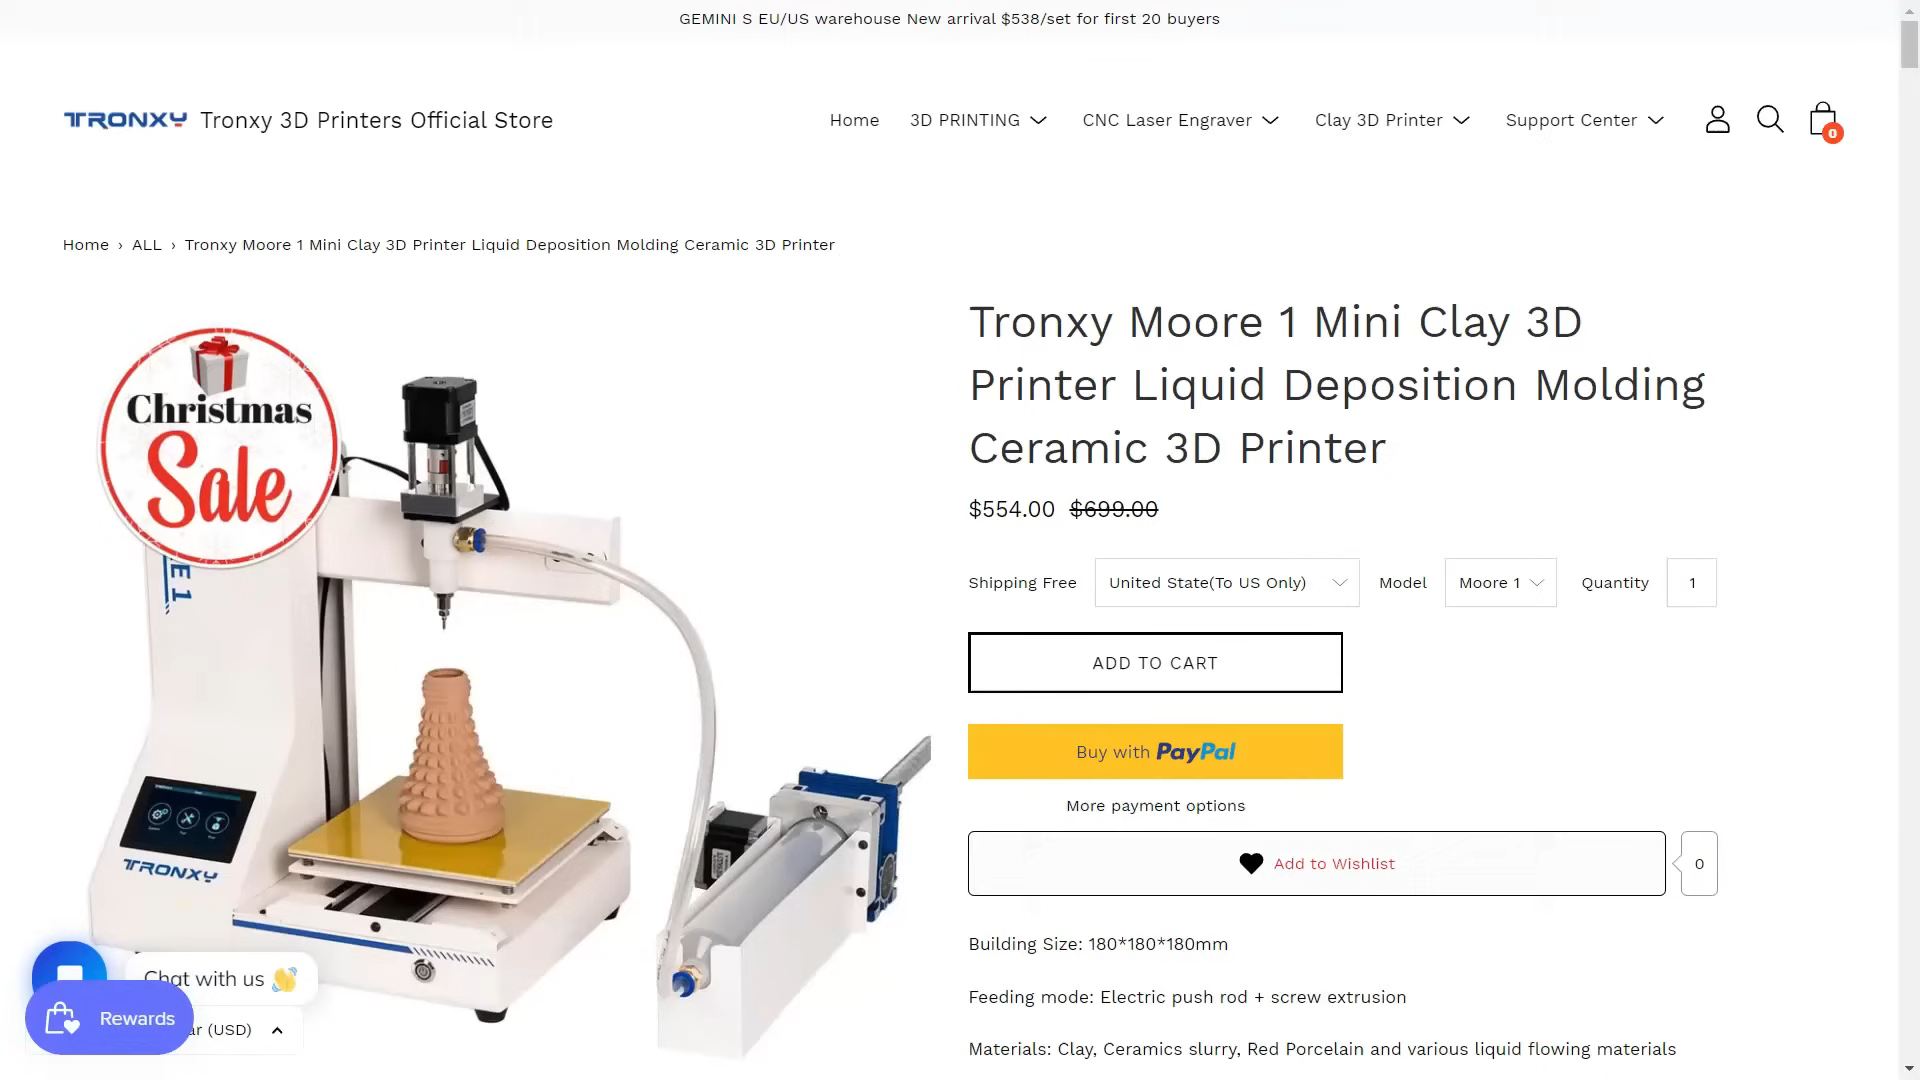 GEMINI S EU/US warehouse New arrival $538/set for first 20 buyers
TRONXY Tronxy 3D Printers Official Store
Home 3D PRINTING CNC Laser Engraver Clay 3D Printer Support Center
0
Home › ALL › Tronxy Moore 1 Mini Clay 3D Printer Liquid Deposition Molding Ceramic 3D Printer
Christmas
Sale
E 1
TRONXY
Tronxy Moore 1 Mini Clay 3D
Printer Liquid Deposition Molding
Ceramic 3D Printer
$554.00 $699.00
Shipping Free United State(To US Only) Model Moore 1 Quantity 1
ADD TO CART
Buy with PayPal
More payment options
Add to Wishlist 0
Building Size: 180*180*180mm
Feeding mode: Electric push rod + screw extrusion
Materials: Clay, Ceramics slurry, Red Porcelain and various liquid flowing materials
Chat with us 👋
Rewards
ar (USD)